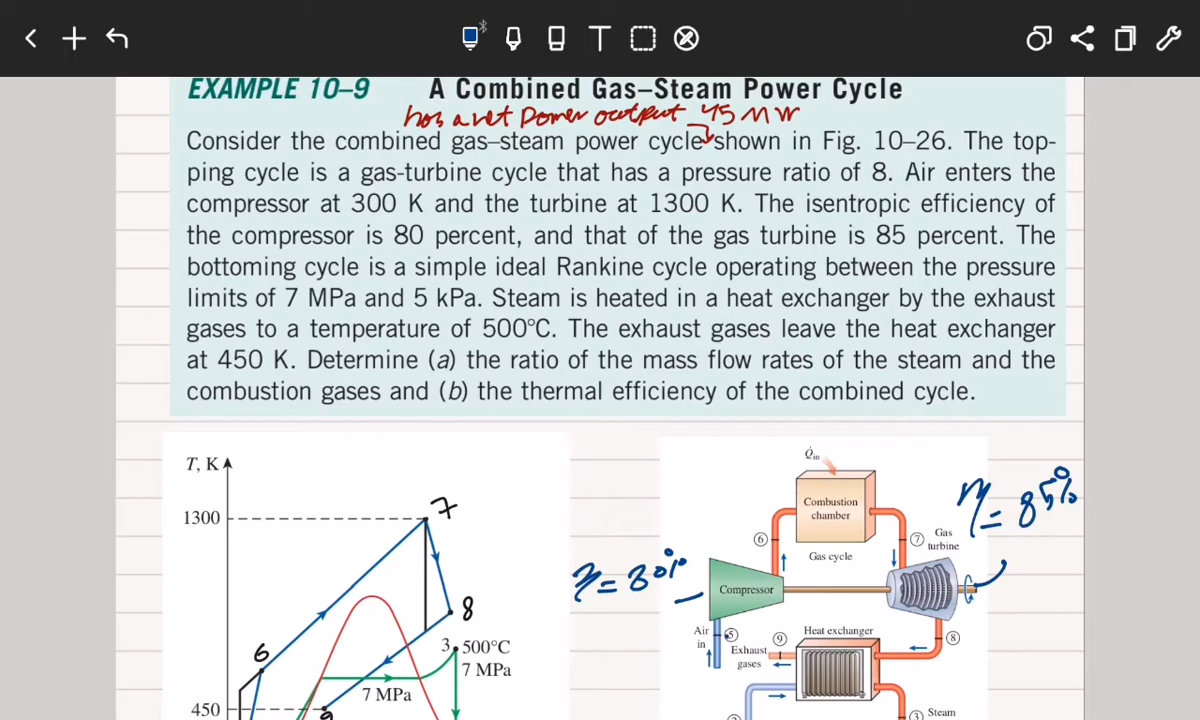 EXAMPLE 10–9 A Combined Gas–Steam Power Cycle
has a net Power output 45 MW
Consider the combined gas–steam power cycle shown in Fig. 10–26. The top-
ping cycle is a gas-turbine cycle that has a pressure ratio of 8. Air enters the
compressor at 300 K and the turbine at 1300 K. The isentropic efficiency of
the compressor is 80 percent, and that of the gas turbine is 85 percent. The
bottoming cycle is a simple ideal Rankine cycle operating between the pressure
limits of 7 MPa and 5 kPa. Steam is heated in a heat exchanger by the exhaust
gases to a temperature of 500°C. The exhaust gases leave the heat exchanger
at 450 K. Determine (a) the ratio of the mass flow rates of the steam and the
combustion gases and (b) the thermal efficiency of the combined cycle.
T, K
1300
7
8
6
3
500°C
7 MPa
7 MPa
450
9
Q̇in
Combustion
chamber
η = 85%
6
7
Gas
turbine
Gas cycle
η = 80%
Compressor
Air
in
5
9
Heat exchanger
8
Exhaust
gases
3
Steam